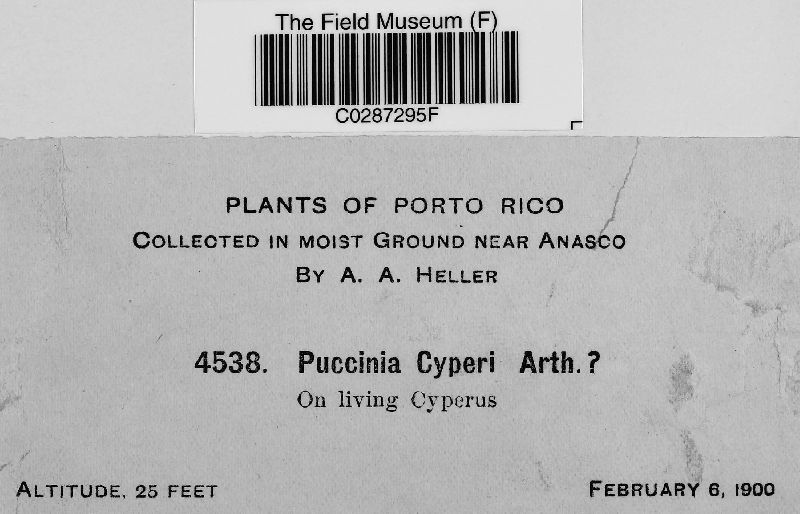 The Field Museum (F)
C0287295F
PLANTS OF PORTO RICO
COLLECTED IN MOIST GROUND NEAR ANASCO
BY A. A. HELLER
4538. Puccinia Cyperi Arth.?
On living Cyperus
ALTITUDE, 25 FEET
FEBRUARY 6, 1900